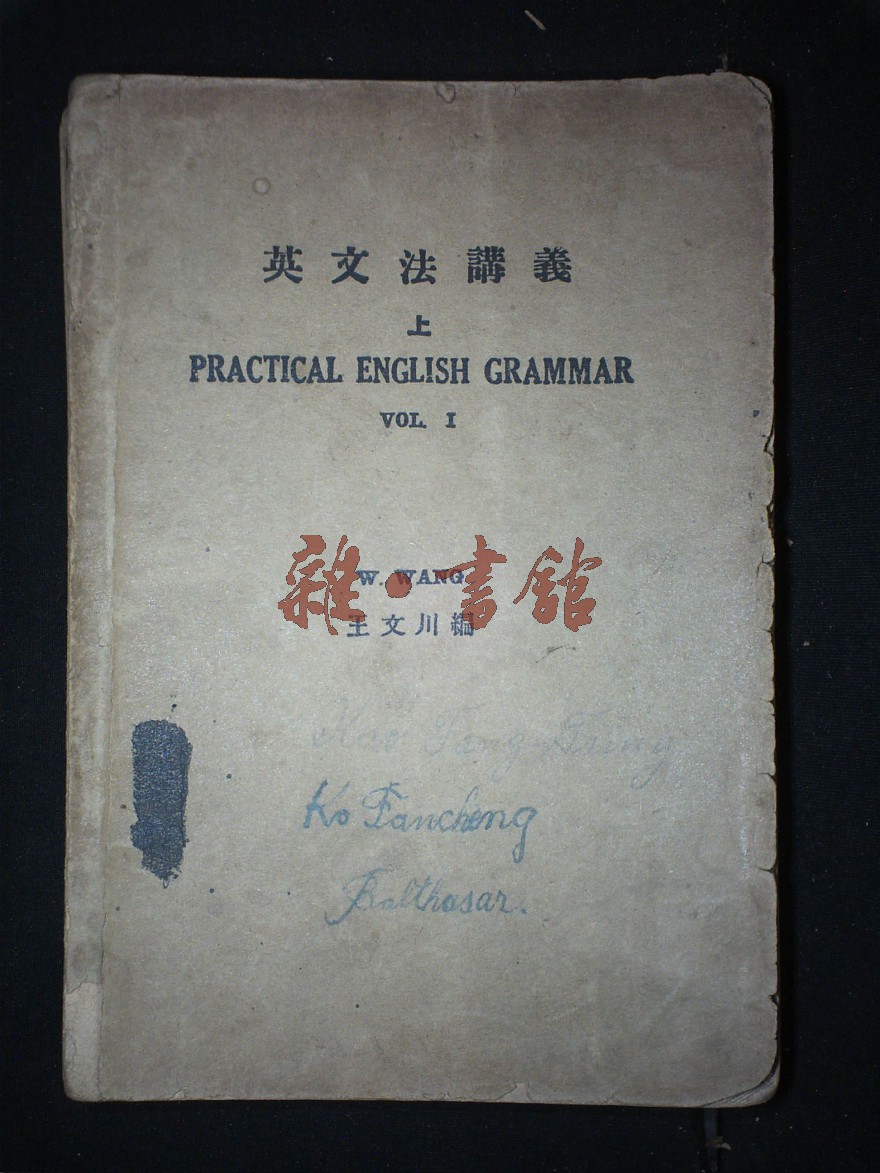 英文法講義
上
PRACTICAL ENGLISH GRAMMAR
VOL. I
W. WANG
雜·書館
王文川編
Ko Fancheng
Balthasar.